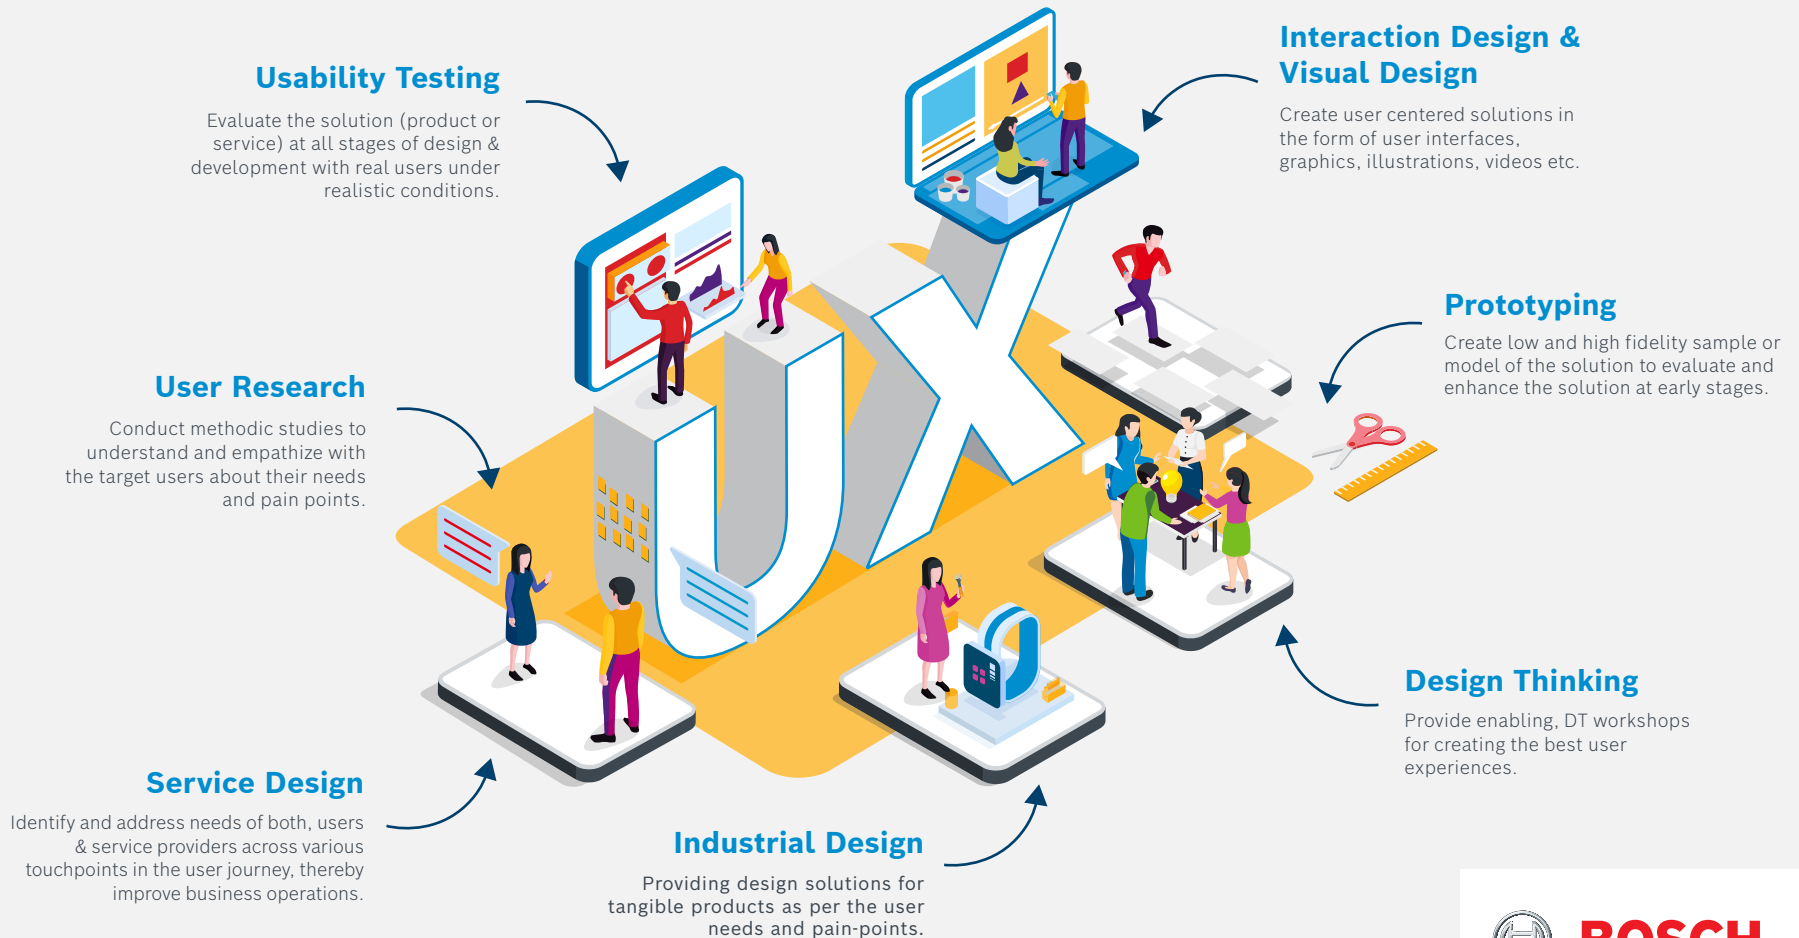 Usability Testing
Evaluate the solution (product or
service) at all stages of design &
development with real users under
realistic conditions.
Interaction Design &
Visual Design
Create user centered solutions in
the form of user interfaces,
graphics, illustrations, videos etc.
User Research
Conduct methodic studies to
understand and empathize with
the target users about their needs
and pain points.
UX
Prototyping
Create low and high fidelity sample or
model of the solution to evaluate and
enhance the solution at early stages.
Service Design
Identify and address needs of both, users
& service providers across various
touchpoints in the user journey, thereby
improve business operations.
Industrial Design
Providing design solutions for
tangible products as per the user
needs and pain-points.
Design Thinking
Provide enabling, DT workshops
for creating the best user
experiences.
BOSCH